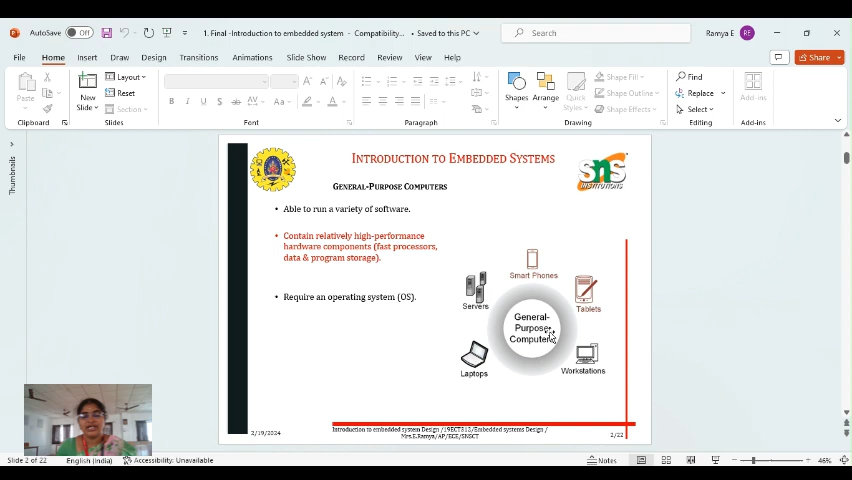 AutoSave Off 1. Final -Introduction to embedded system - Compatibility... • Saved to this PC Search Ramya E RE
File Home Insert Draw Design Transitions Animations Slide Show Record Review View Help Share
Paste New Slide Layout Reset Section B I U S ab AV Aa A Shapes Arrange Quick Styles Shape Fill Shape Outline Shape Effects Find Replace Select Add-ins
Clipboard Slides Font Paragraph Drawing Editing Add-ins
Thumbnails
INTRODUCTION TO EMBEDDED SYSTEMS
SNS INSTITUTIONS
GENERAL-PURPOSE COMPUTERS
• Able to run a variety of software.
• Contain relatively high-performance
hardware components (fast processors,
data & program storage).
• Require an operating system (OS).
Smart Phones
Servers
Tablets
General-
Purpose
Computers
Laptops
Workstations
2/19/2024
Introduction to embedded system Design /19ECT312/Embedded systems Design /
Mrs.E.Ramya/AP/ECE/SNSCT
2/22
Slide 2 of 22 English (India) Accessibility: Unavailable Notes 46%